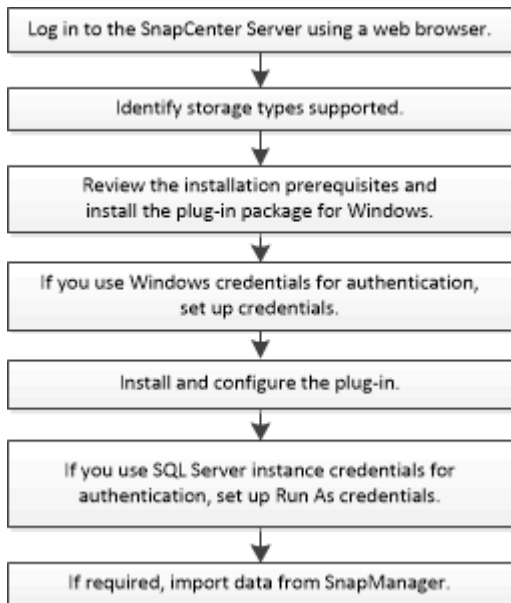 Log in to the SnapCenter Server using a web browser.
Identify storage types supported.
Review the installation prerequisites and
install the plug-in package for Windows.
If you use Windows credentials for authentication,
set up credentials.
Install and configure the plug-in.
If you use SQL Server instance credentials for
authentication, set up Run As credentials.
If required, import data from SnapManager.